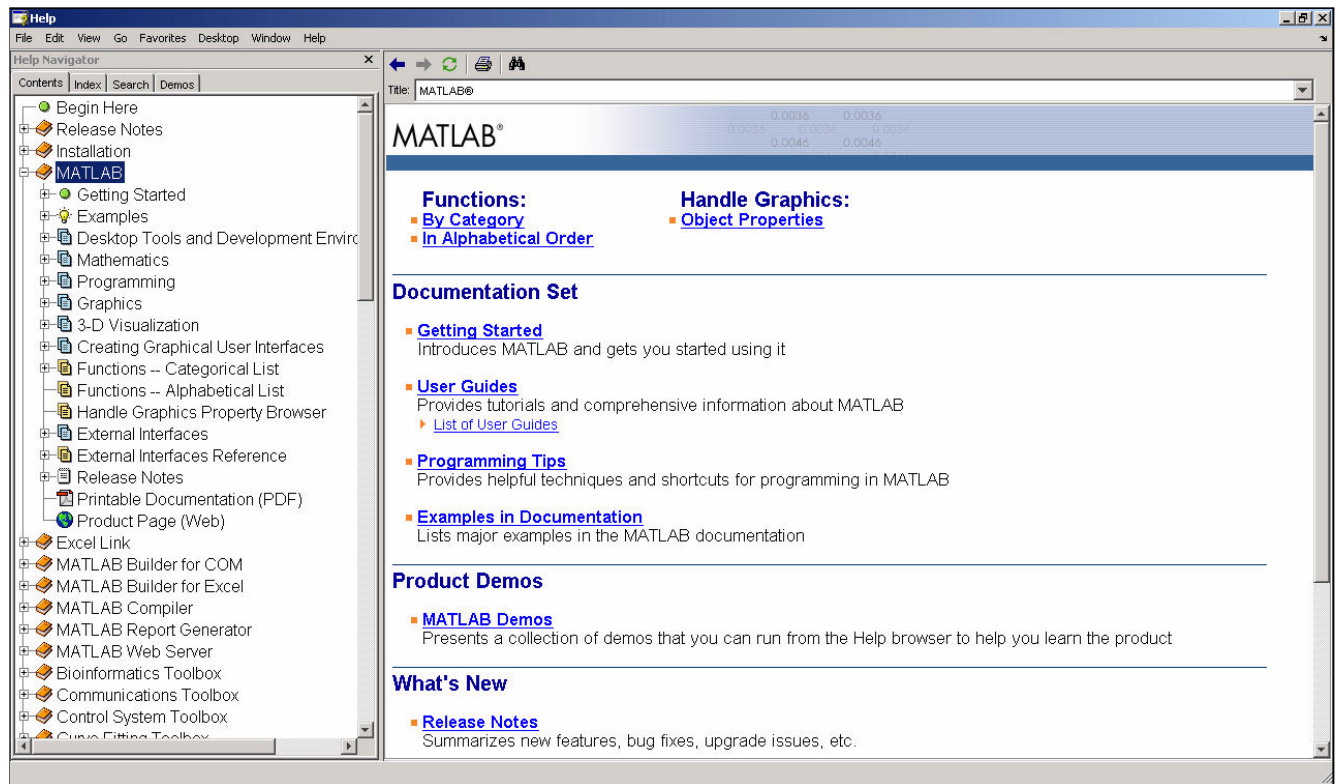 Help
File Edit View Go Favorites Desktop Window Help
Help Navigator
Contents Index Search Demos
Begin Here
Release Notes
Installation
MATLAB
Getting Started
Examples
Desktop Tools and Development Enviro
Mathematics
Programming
Graphics
3-D Visualization
Creating Graphical User Interfaces
Functions -- Categorical List
Functions -- Alphabetical List
Handle Graphics Property Browser
External Interfaces
External Interfaces Reference
Release Notes
Printable Documentation (PDF)
Product Page (Web)
Excel Link
MATLAB Builder for COM
MATLAB Builder for Excel
MATLAB Compiler
MATLAB Report Generator
MATLAB Web Server
Bioinformatics Toolbox
Communications Toolbox
Control System Toolbox
Curve Fitting Toolbox
Title: MATLAB®
MATLAB®
0.0036 0.0036
0.0036 0.0036 0.0036
0.0046 0.0046
Functions: Handle Graphics:
By Category Object Properties
In Alphabetical Order
Documentation Set
Getting Started
Introduces MATLAB and gets you started using it
User Guides
Provides tutorials and comprehensive information about MATLAB
List of User Guides
Programming Tips
Provides helpful techniques and shortcuts for programming in MATLAB
Examples in Documentation
Lists major examples in the MATLAB documentation
Product Demos
MATLAB Demos
Presents a collection of demos that you can run from the Help browser to help you learn the product
What's New
Release Notes
Summarizes new features, bug fixes, upgrade issues, etc.